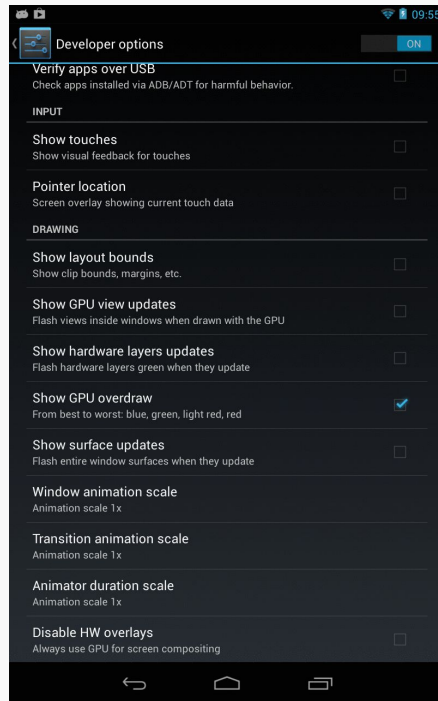 09:55
Developer options
ON
Verify apps over USB
Check apps installed via ADB/ADT for harmful behavior.
INPUT
Show touches
Show visual feedback for touches
Pointer location
Screen overlay showing current touch data
DRAWING
Show layout bounds
Show clip bounds, margins, etc.
Show GPU view updates
Flash views inside windows when drawn with the GPU
Show hardware layers updates
Flash hardware layers green when they update
Show GPU overdraw
From best to worst: blue, green, light red, red
Show surface updates
Flash entire window surfaces when they update
Window animation scale
Animation scale 1x
Transition animation scale
Animation scale 1x
Animator duration scale
Animation scale 1x
Disable HW overlays
Always use GPU for screen compositing